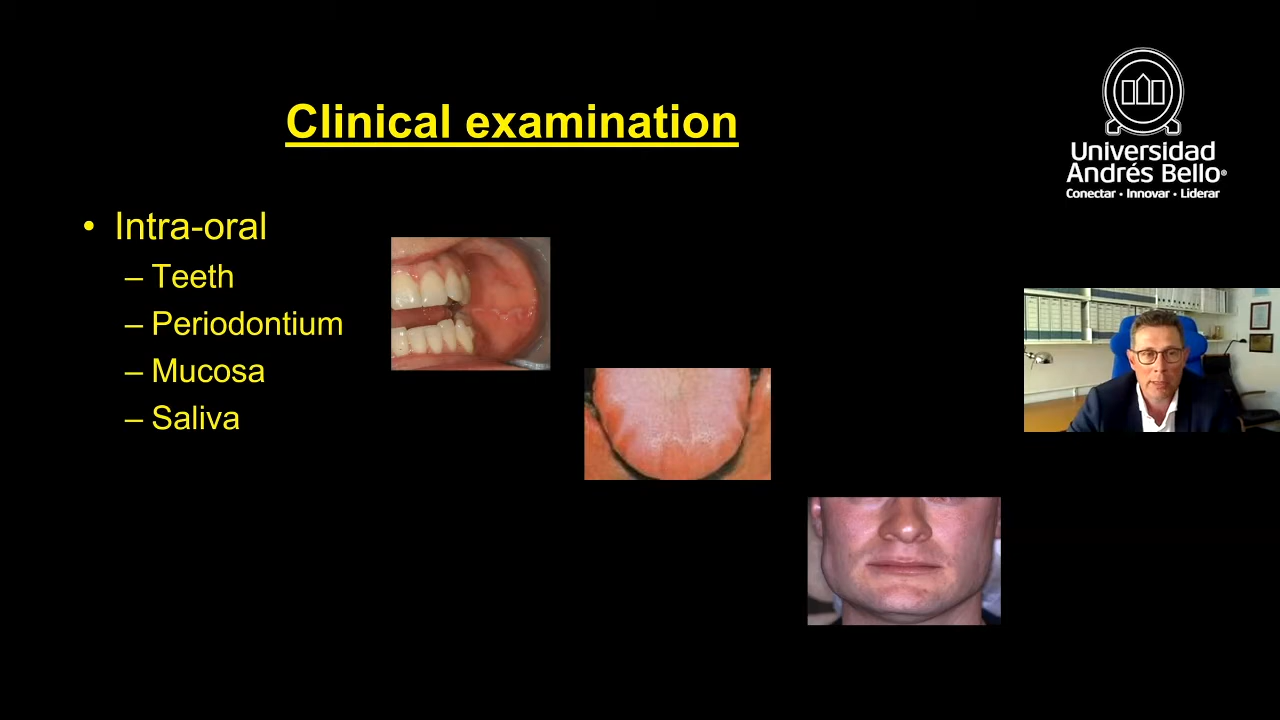 Clinical examination
Universidad
Andrés Bello®
Conectar • Innovar • Liderar
• Intra-oral
– Teeth
– Periodontium
– Mucosa
– Saliva